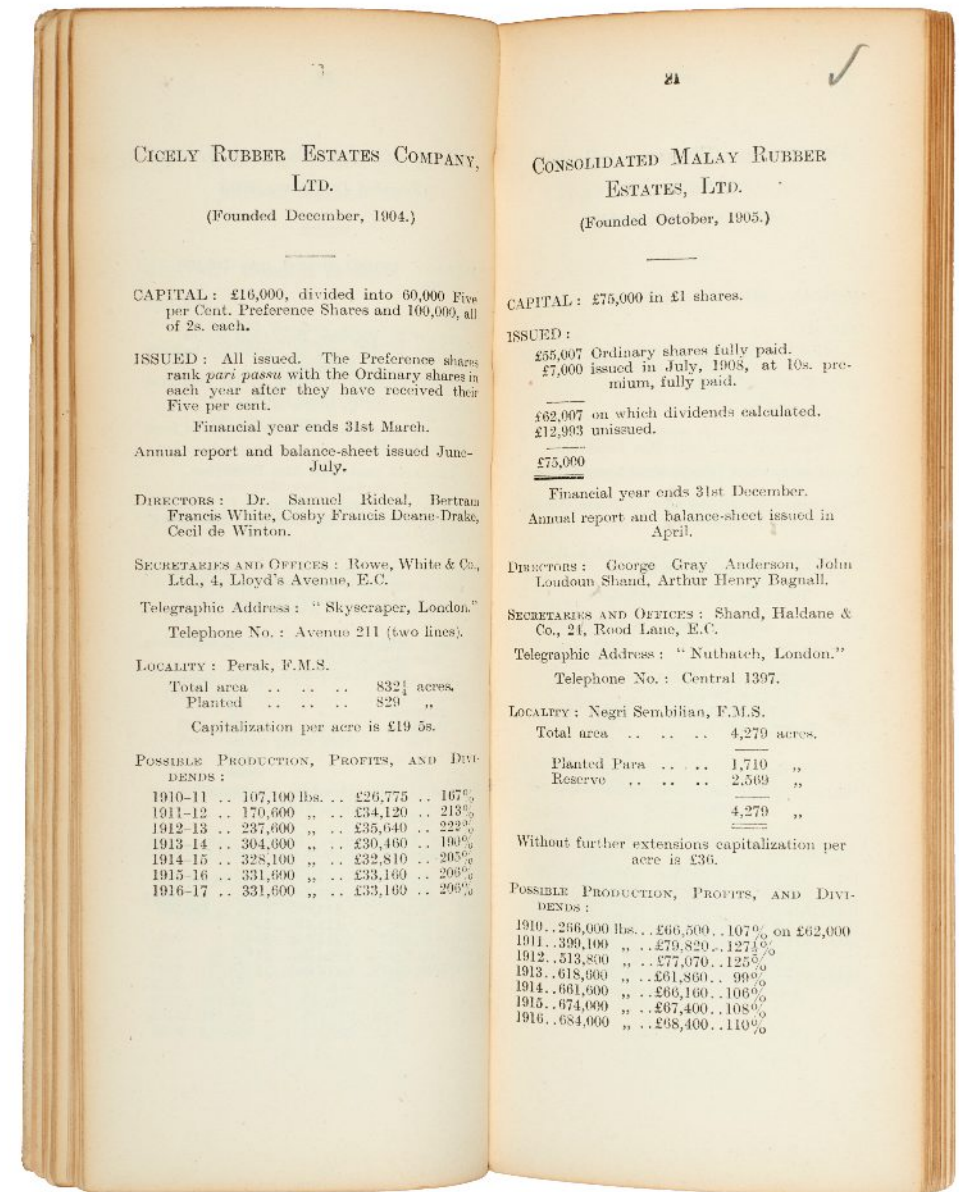 CICELY RUBBER ESTATES COMPANY,
LTD.
(Founded December, 1904.)
CAPITAL : £16,000, divided into 60,000 Five
per Cent. Preference Shares and 100,000, all
of 2s. each.
ISSUED : All issued. The Preference shares
rank pari passu with the Ordinary shares in
each year after they have received their
Five per cent.
Financial year ends 31st March.
Annual report and balance-sheet issued June-
July.
DIRECTORS : Dr. Samuel Rideal, Bertram
Francis White, Cosby Francis Deane-Drake,
Cecil de Winton.
SECRETARIES AND OFFICES : Rowe, White & Co.,
Ltd., 4, Lloyd's Avenue, E.C.
Telegraphic Address : " Skyscraper, London."
Telephone No. : Avenue 211 (two lines).
LOCALITY : Perak, F.M.S.
Total area .. .. .. 832¼ acres.
Planted .. .. .. 829 „
Capitalization per acre is £19 5s.
POSSIBLE PRODUCTION, PROFITS, AND DIVI-
DENDS :
1910-11 .. 107,100 lbs. .. £26,775 .. 167%
1911-12 .. 170,600 „ .. £34,120 .. 213%
1912-13 .. 237,600 „ .. £35,640 .. 222%
1913-14 .. 304,600 „ .. £30,460 .. 190%
1914-15 .. 328,100 „ .. £32,810 .. 205%
1915-16 .. 331,600 „ .. £33,160 .. 206%
1916-17 .. 331,600 „ .. £33,160 .. 206%
21
CONSOLIDATED MALAY RUBBER
ESTATES, LTD.
(Founded October, 1905.)
CAPITAL : £75,000 in £1 shares.
ISSUED :
£55,007 Ordinary shares fully paid.
£7,000 issued in July, 1908, at 10s. pre-
mium, fully paid.
£62,007 on which dividends calculated.
£12,993 unissued.
£75,000
Financial year ends 31st December.
Annual report and balance-sheet issued in
April.
DIRECTORS : George Gray Anderson, John
Loudoun Shand, Arthur Henry Bagnall.
SECRETARIES AND OFFICES : Shand, Haldane &
Co., 24, Rood Lane, E.C.
Telegraphic Address : " Nuthatch, London."
Telephone No. : Central 1397.
LOCALITY : Negri Sembilian, F.M.S.
Total area .. .. .. 4,279 acres.
Planted Para .. .. 1,710 „
Reserve .. .. .. 2,569 „
4,279 „
Without further extensions capitalization per
acre is £36.
POSSIBLE PRODUCTION, PROFITS, AND DIVI-
DENDS :
1910..266,000 lbs...£66,500..107% on £62,000
1911..399,100 „ ..£79,820..127½%
1912..513,800 „ ..£77,070..125%
1913..618,600 „ ..£61,860.. 99%
1914..661,600 „ ..£66,160..106%
1915..674,000 „ ..£67,400..108%
1916..684,000 „ ..£68,400..110%